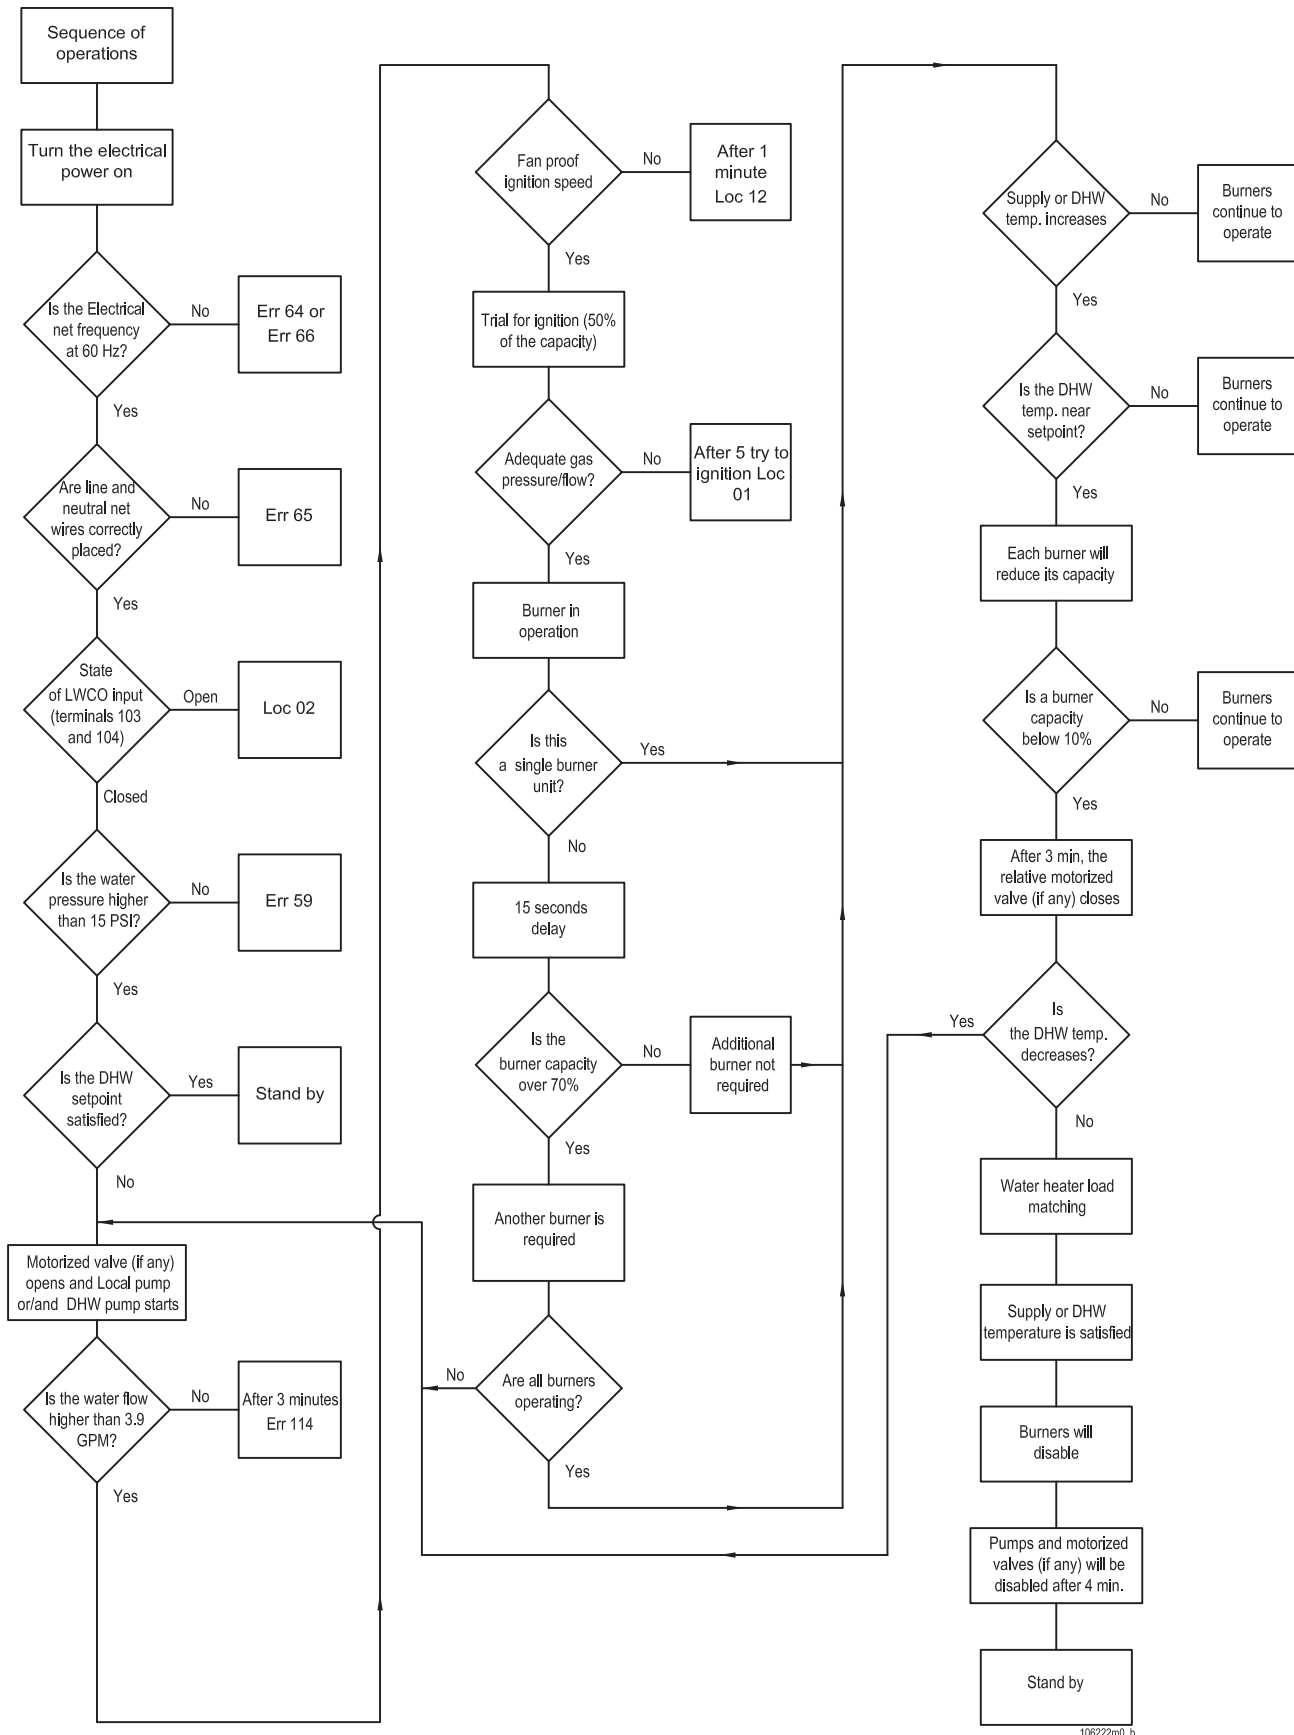 Sequence of
operations
Turn the electrical
power on
Is the Electrical
net frequency
at 60 Hz?
No
Err 64 or
Err 66
Yes
Are line and
neutral net
wires correctly
placed?
No
Err 65
Yes
State
of LWCO input
(terminals 103
and 104)
Open
Loc 02
Closed
Is the water
pressure higher
than 15 PSI?
No
Err 59
Yes
Is the DHW
setpoint
satisfied?
Yes
Stand by
No
Motorized valve (if any)
opens and Local pump
or/and DHW pump starts
Is the water flow
higher than 3.9
GPM?
No
After 3 minutes
Err 114
Yes
Fan proof
ignition speed
No
After 1
minute
Loc 12
Yes
Trial for ignition (50%
of the capacity)
Adequate gas
pressure/flow?
No
After 5 try to
ignition Loc
01
Yes
Burner in
operation
Is this
a single burner
unit?
Yes
No
15 seconds
delay
Is the
burner capacity
over 70%
No
Additional
burner not
required
Yes
Another burner is
required
Are all burners
operating?
No
Yes
Supply or DHW
temp. increases
No
Burners
continue to
operate
Yes
Is the DHW
temp. near
setpoint?
No
Burners
continue to
operate
Yes
Each burner will
reduce its capacity
Is a burner
capacity
below 10%
No
Burners
continue to
operate
Yes
After 3 min, the
relative motorized
valve (if any) closes
Is
the DHW temp.
decreases?
Yes
No
Water heater load
matching
Supply or DHW
temperature is satisfied
Burners will
disable
Pumps and motorized
valves (if any) will be
disabled after 4 min.
Stand by
106222m0_b